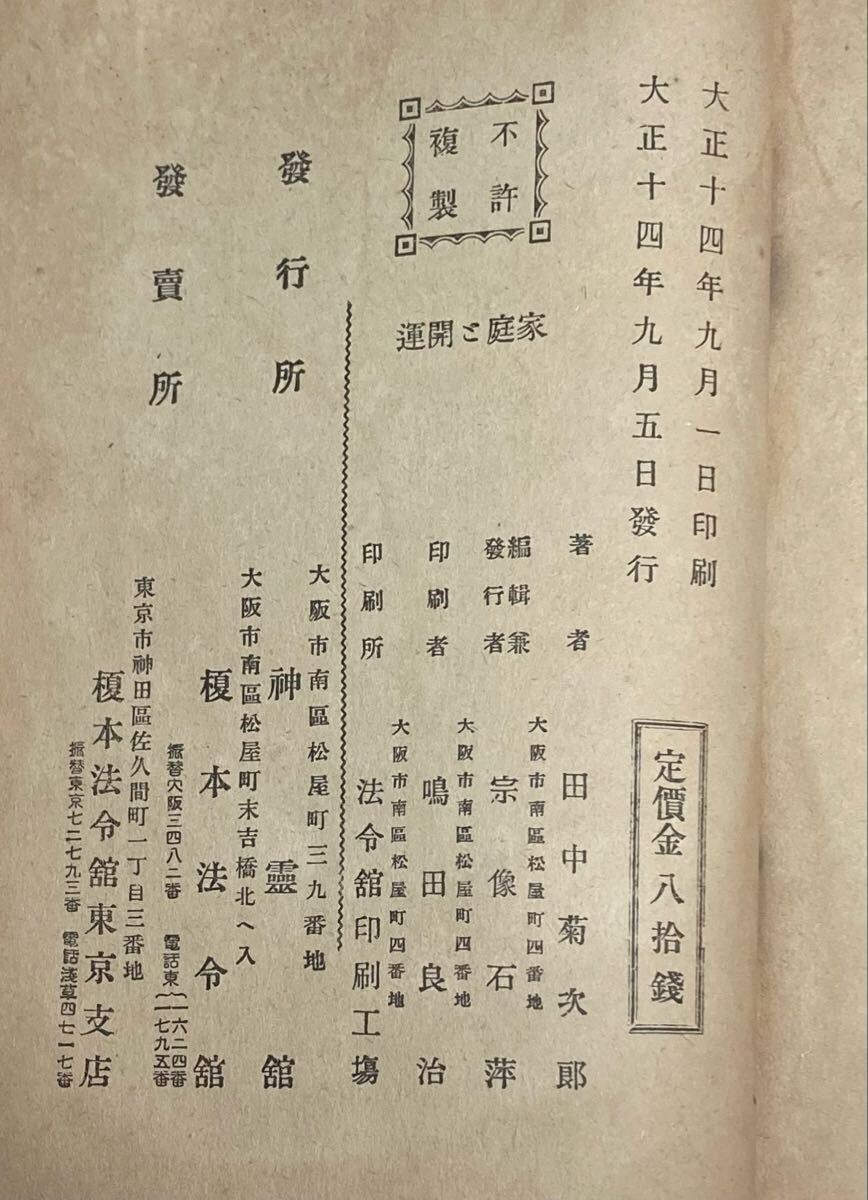 大正十四年九月一日印刷
大正十四年九月五日發行
定價金八拾錢
不許
複製
家庭と開運
著者
田中菊次郎
編輯兼
發行者
大阪市南區松屋町四番地
宗像石萍
印刷者
大阪市南區松屋町四番地
鳴田良治
印刷所
大阪市南區松屋町四番地
法令舘印刷工場
發行所
大阪市南區松屋町三九番地
神靈舘
大阪市南區松屋町末吉橋北へ入
榎本法令舘
振替大阪三四八二番 電話東{一六二四番
一七九五番
發賣所
東京市神田區佐久間町一丁目三番地
榎本法令舘東京支店
振替東京七二七九三番 電話淺草四七一七番